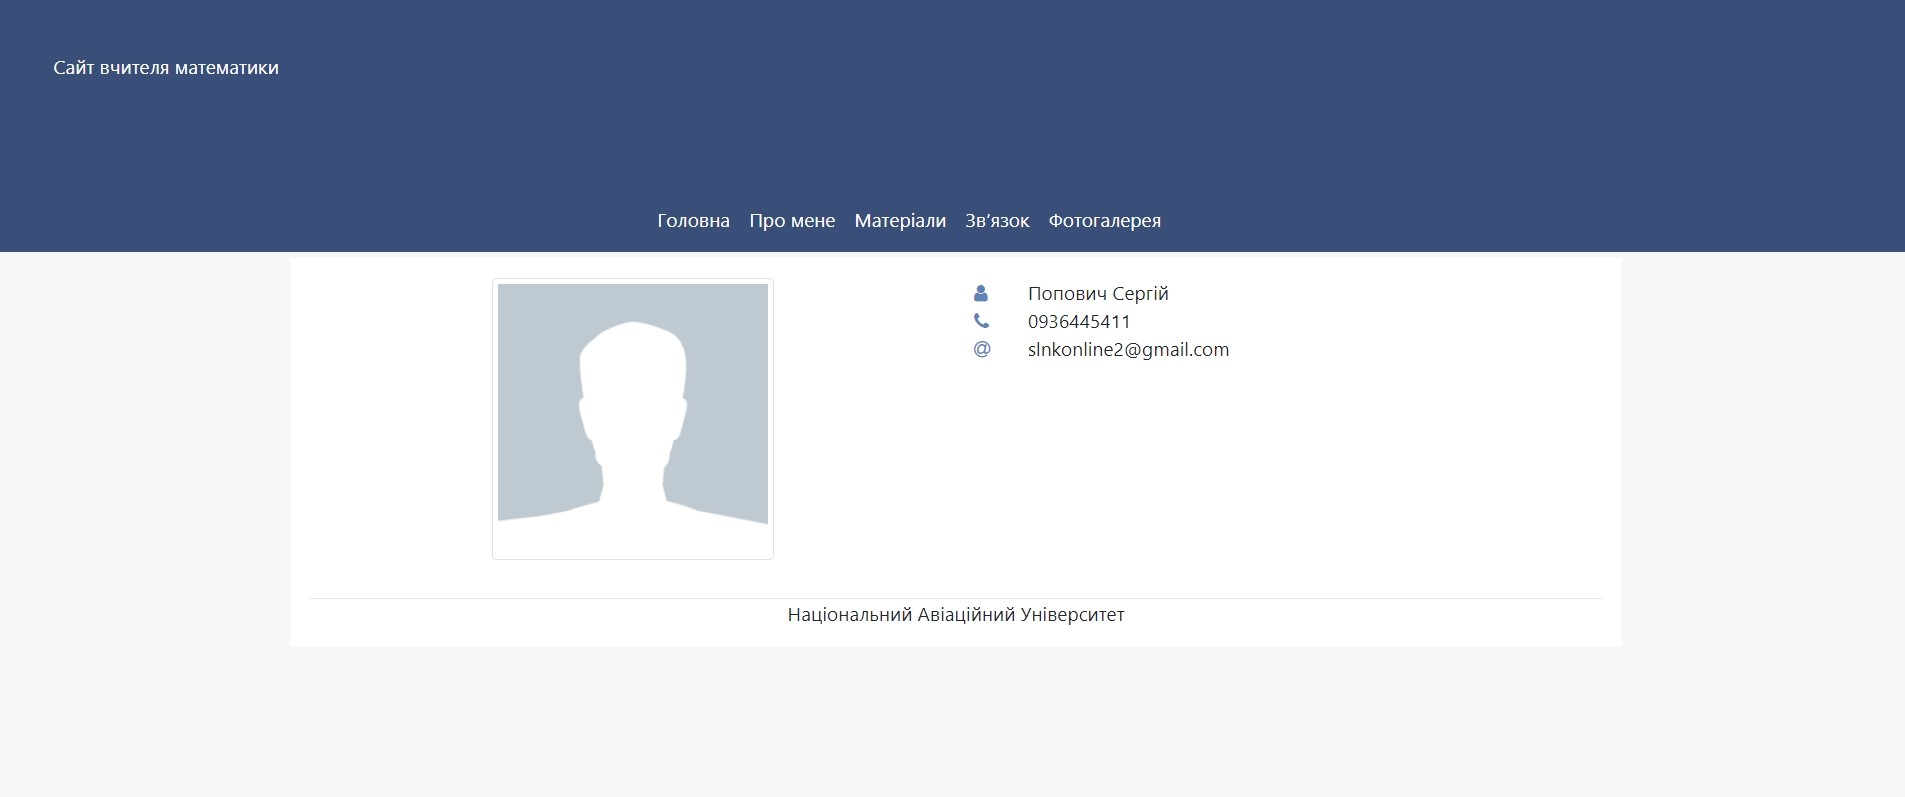 Сайт вчителя математики
Головна Про мене Матеріали Зв’язок Фотогалерея
Попович Сергій
0936445411
@ slnkonline2@gmail.com
Національний Авіаційний Університет